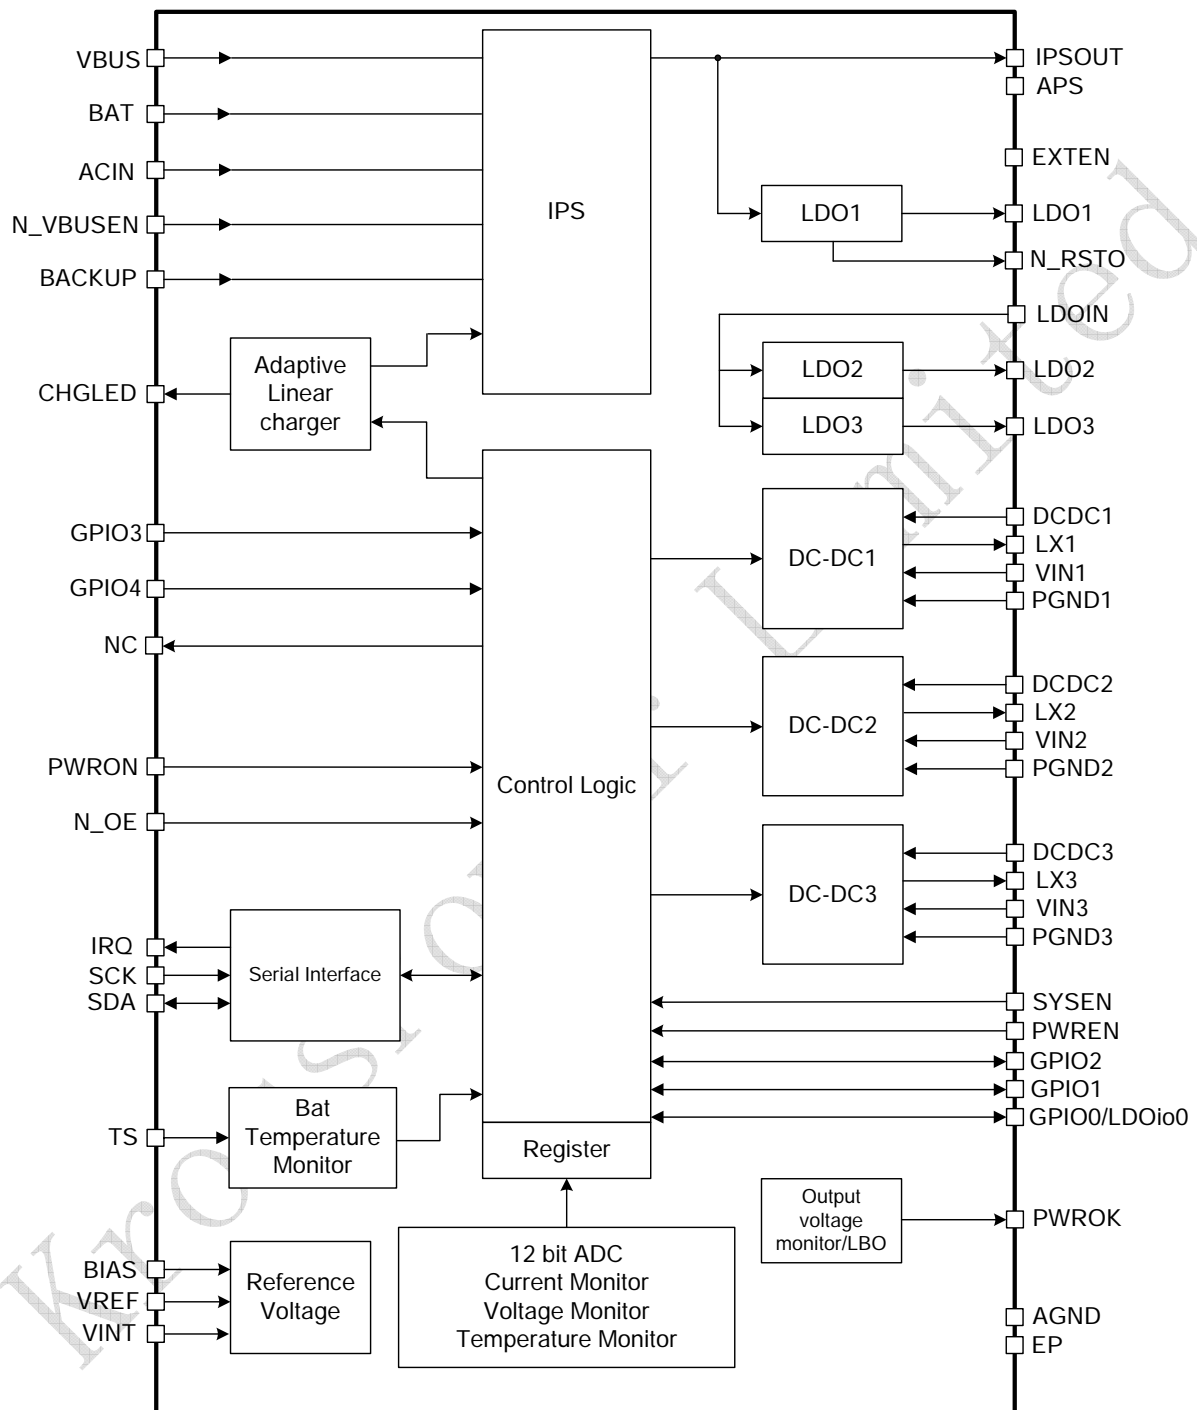 VBUS
BAT
ACIN
N_VBUSEN
BACKUP
CHGLED
GPIO3
GPIO4
NC
PWRON
N_OE
IRQ
SCK
SDA
TS
BIAS
VREF
VINT
Adaptive
Linear
charger
Serial Interface
Bat
Temperature
Monitor
Reference
Voltage
IPS
Control Logic
Register
12 bit ADC
Current Monitor
Voltage Monitor
Temperature Monitor
LDO1
LDO2
LDO3
DC-DC1
DC-DC2
DC-DC3
Output
voltage
monitor/LBO
IPSOUT
APS
EXTEN
LDO1
N_RSTO
LDOIN
LDO2
LDO3
DCDC1
LX1
VIN1
PGND1
DCDC2
LX2
VIN2
PGND2
DCDC3
LX3
VIN3
PGND3
SYSEN
PWREN
GPIO2
GPIO1
GPIO0/LDOio0
PWROK
AGND
EP
Limited